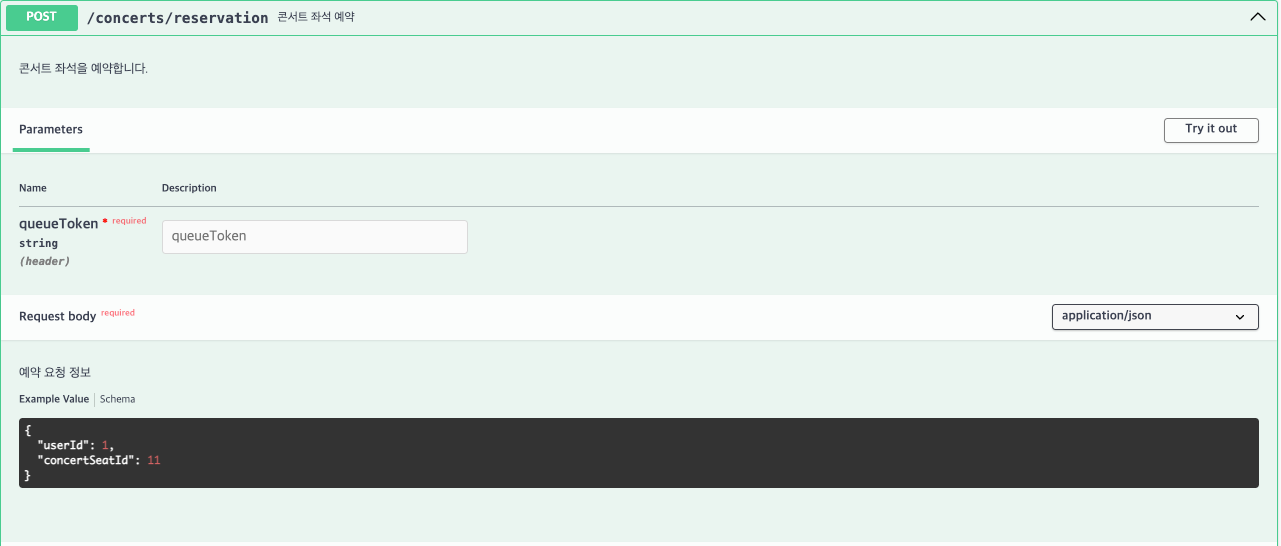 POST /concerts/reservation 콘서트 좌석 예약
콘서트 좌석을 예약합니다.
Parameters Try it out
Name Description
queueToken * required queueToken
string
(header)
Request body required application/json
예약 요청 정보
Example Value Schema
{
"userId": 1,
"concertSeatId": 11
}